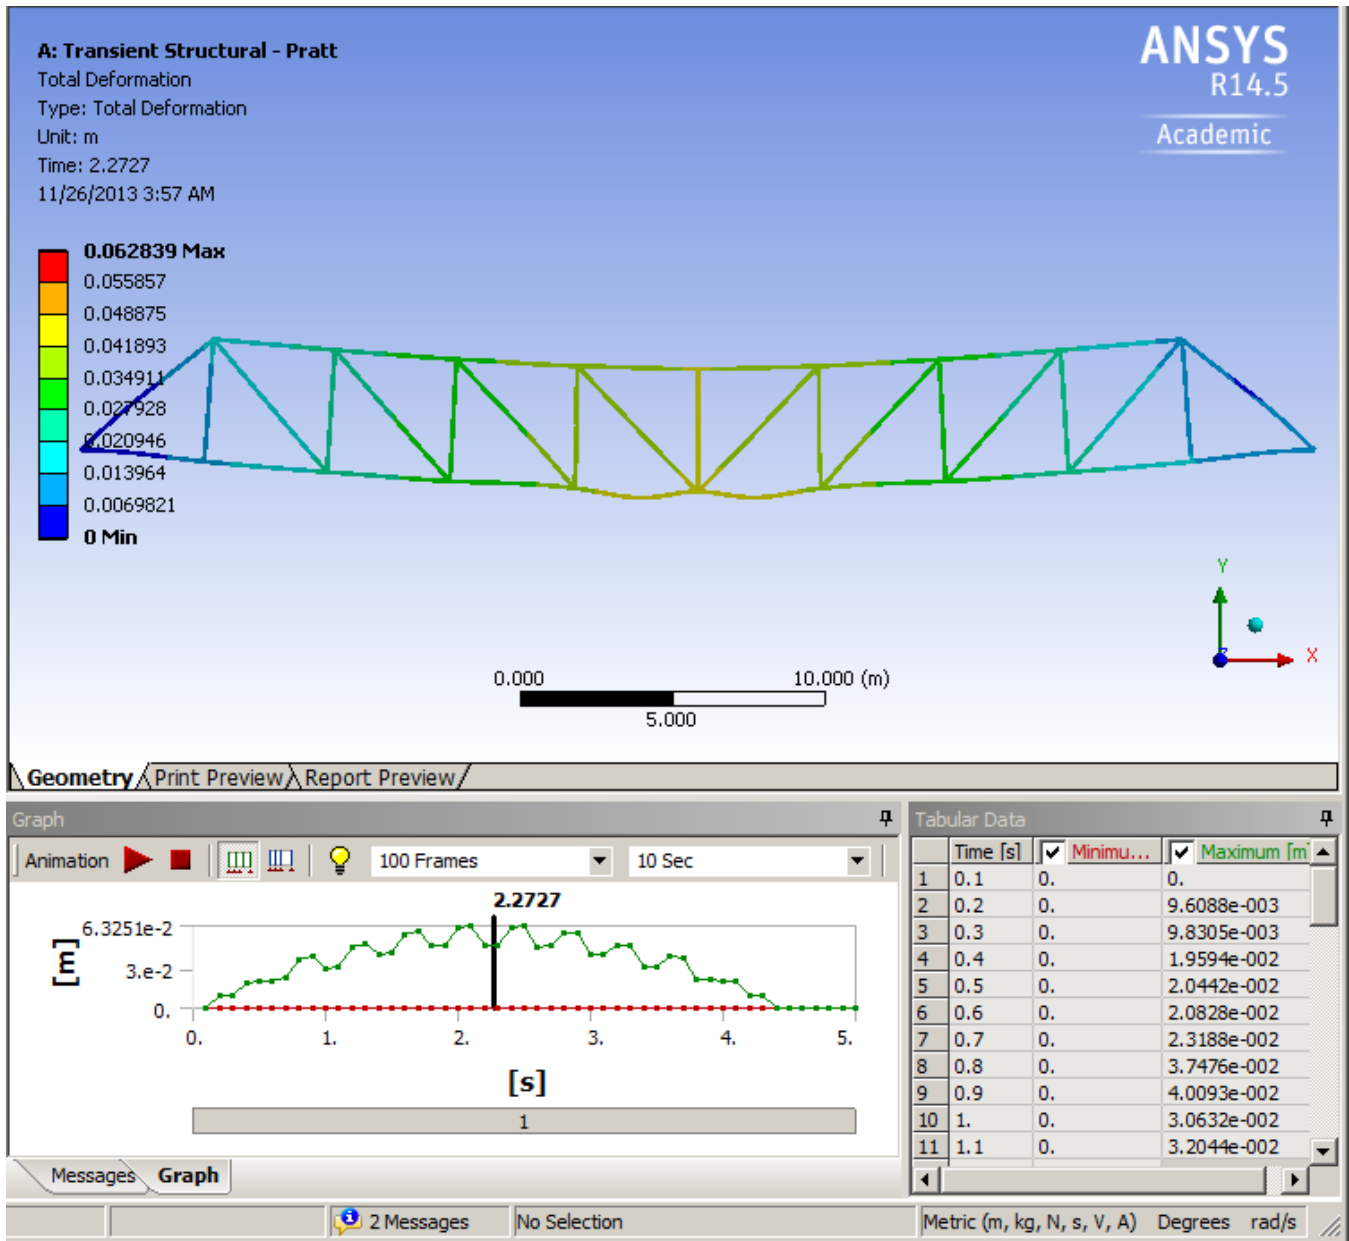 A: Transient Structural - Pratt
Total Deformation
Type: Total Deformation
Unit: m
Time: 2.2727
11/26/2013 3:57 AM
ANSYS
R14.5
Academic
0.062839 Max
0.055857
0.048875
0.041893
0.034911
0.027928
0.020946
0.013964
0.0069821
0 Min
Y
Z
X
0.000 10.000 (m)
5.000
Geometry Print Preview Report Preview
Graph
Animation 100 Frames 10 Sec
2.2727
6.3251e-2
3.e-2
0.
[m]
0. 1. 2. 3. 4. 5.
[s]
1
Messages Graph
Tabular Data
Time [s] Minimu... Maximum [m
1 0.1 0. 0.
2 0.2 0. 9.6088e-003
3 0.3 0. 9.8305e-003
4 0.4 0. 1.9594e-002
5 0.5 0. 2.0442e-002
6 0.6 0. 2.0828e-002
7 0.7 0. 2.3188e-002
8 0.8 0. 3.7476e-002
9 0.9 0. 4.0093e-002
10 1. 0. 3.0632e-002
11 1.1 0. 3.2044e-002
2 Messages No Selection Metric (m, kg, N, s, V, A) Degrees rad/s